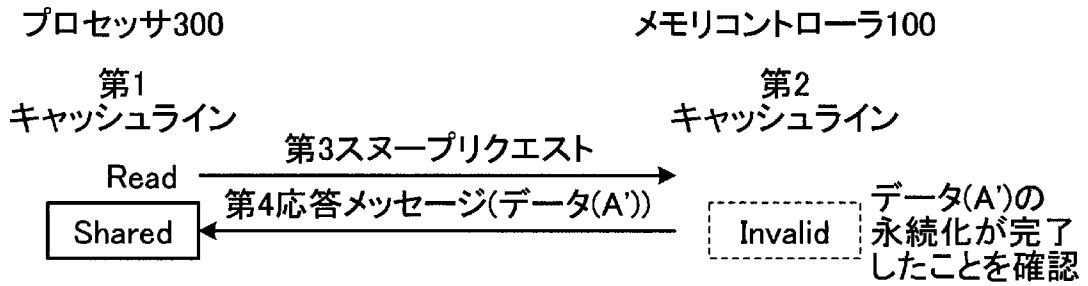 プロセッサ300
メモリコントローラ100
第1
キャッシュライン
第2
キャッシュライン
第3スヌープリクエスト
Read
第4応答メッセージ(データ(A'))
Shared
Invalid
データ(A')の
永続化が完了
したことを確認